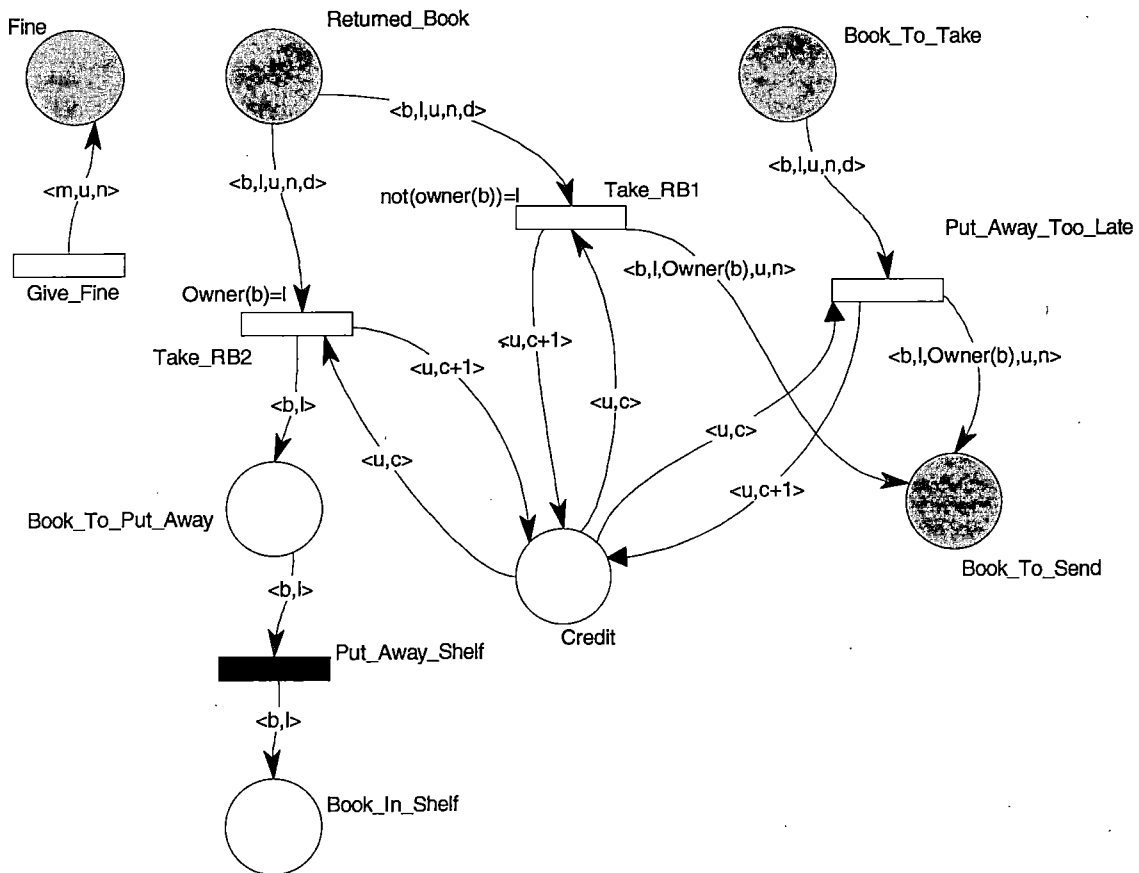 Fine
Returned_Book
Book_To_Take
<b,l,u,n,d>
<b,l,u,n,d>
<m,u,n>
<b,l,u,n,d>
not(owner(b))=l
Take_RB1
Put_Away_Too_Late
<b,l,Owner(b),u,n>
Give_Fine
Owner(b)=l
<u,c+1>
Take_RB2
<u,c+1>
<b,l,Owner(b),u,n>
<b,l>
<u,c>
<u,c>
<u,c>
<u,c+1>
Book_To_Put_Away
Book_To_Send
<b,l>
Credit
Put_Away_Shelf
<b,l>
Book_In_Shelf